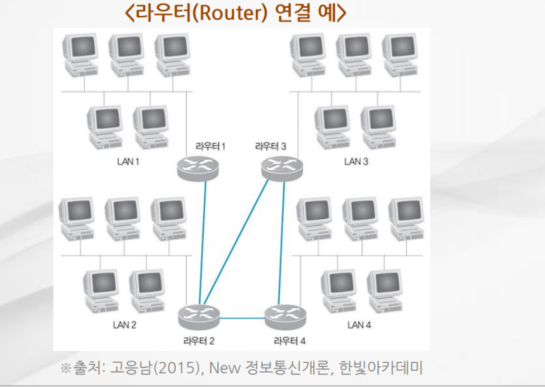 <라우터(Router) 연결 예>
라우터 1
라우터 3
LAN 1
LAN 3
LAN 2
라우터 2
라우터 4
LAN 4
※출처: 고응남(2015), New 정보통신개론, 한빛아카데미